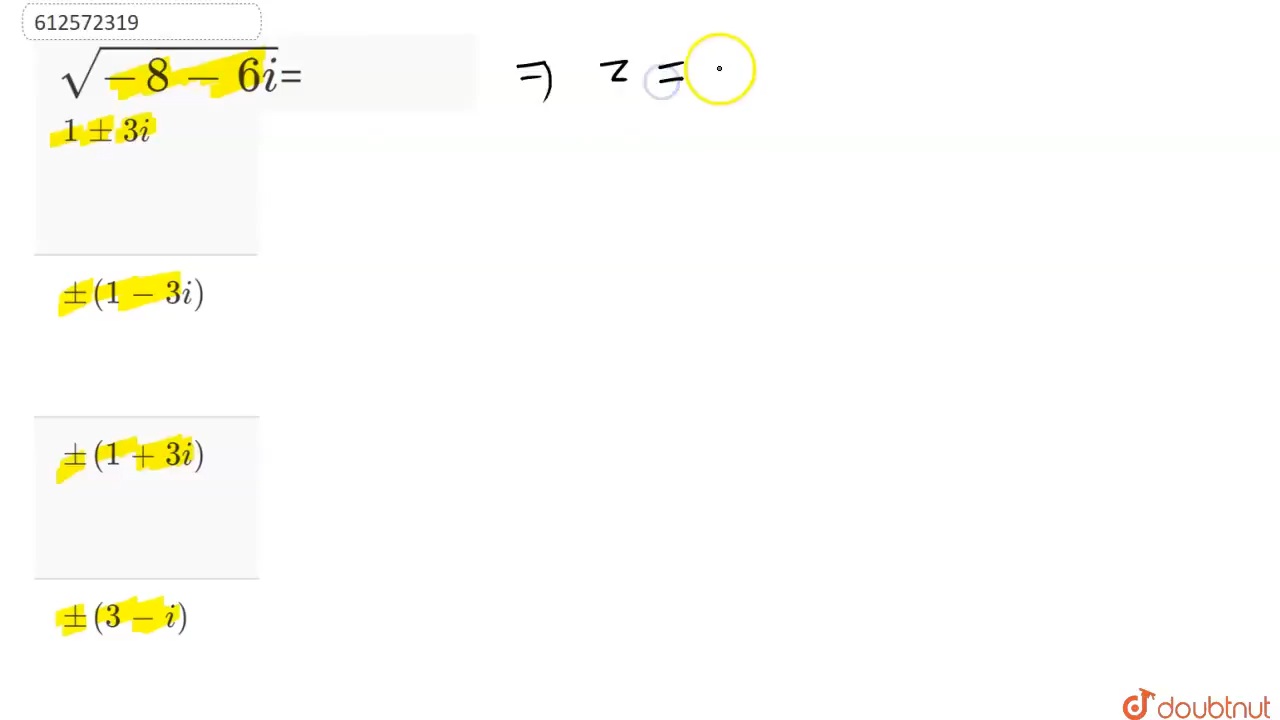 612572319
√−8 − 6i=
⇒ z =
1 ± 3i
±(1 − 3i)
±(1 + 3i)
±(3 − i)
doubtnut